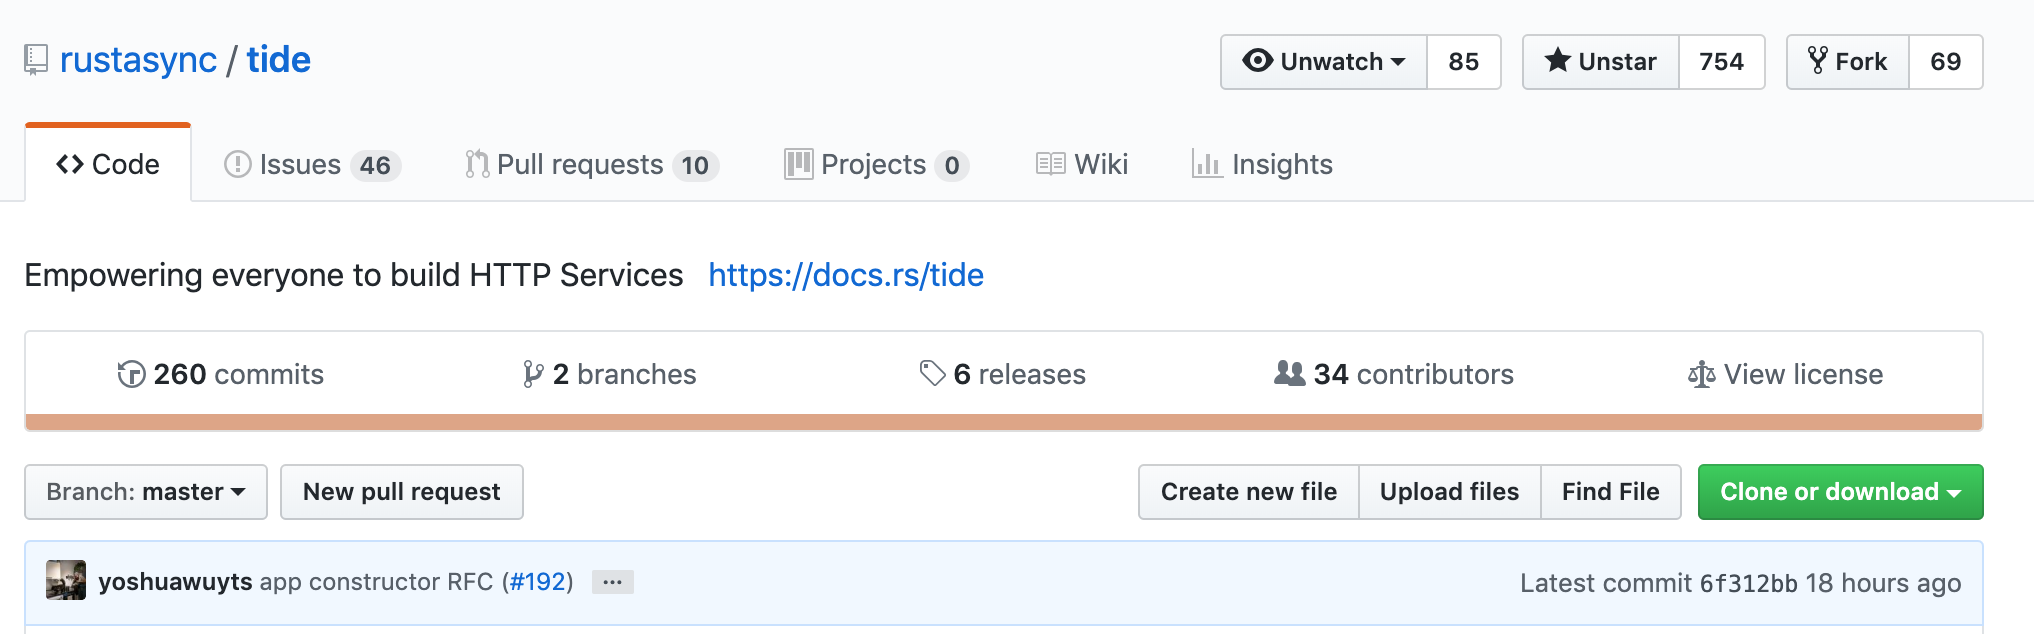 rustasync / tide Unwatch 85 Unstar 754 Fork 69
Code Issues 46 Pull requests 10 Projects 0 Wiki Insights
Empowering everyone to build HTTP Services https://docs.rs/tide
260 commits 2 branches 6 releases 34 contributors View license
Branch: master New pull request Create new file Upload files Find File Clone or download
yoshuawuyts app constructor RFC (#192) ... Latest commit 6f312bb 18 hours ago